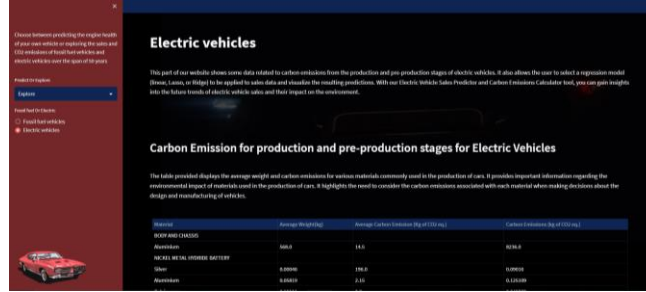 ×
Choose between predicting the engine health
of your own vehicle or exploring the sales and
CO2 emissions of fossil fuel vehicles and
electric vehicles over the span of 50 years
Predict Or Explore
Explore
Fossil fuel Or Electric
Fossil fuel vehicles
Electric vehicles
Electric vehicles
This part of our website shows some data related to carbon emissions from the production and pre-production stages of electric vehicles. It also allows the user to select a regression model
(linear, Lasso, or Ridge) to be applied to sales data and visualize the resulting predictions. With our Electric Vehicle Sales Predictor and Carbon Emissions Calculator tool, you can gain insights
into the future trends of electric vehicle sales and their impact on the environment.
Carbon Emission for production and pre-production stages for Electric Vehicles
The table provided displays the average weight and carbon emissions for various materials commonly used in the production of cars. It provides important information regarding the
environmental impact of materials used in the production of cars. It highlights the need to consider the carbon emissions associated with each material when making decisions about the
design and manufacturing of vehicles.
Material Average Weight(kg) Average Carbon Emission (Kg of CO2 eq.) Carbon Emissions (kg of CO2 eq.)
BODY AND CHASSIS
Aluminium 588.0 14.0 8236.0
NICKEL METAL HYDRIDE BATTERY
Silver 196.0
Aluminium 2.15